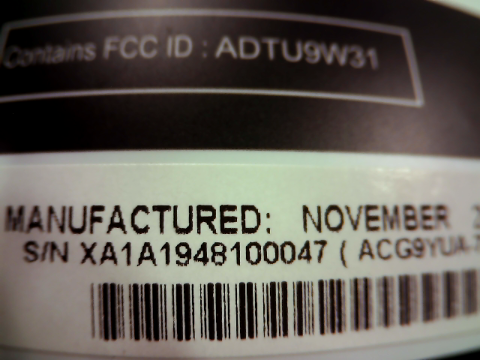 Contains FCC ID : ADTU9W31
MANUFACTURED: NOVEMBER
S/N XA1A1948100047 (